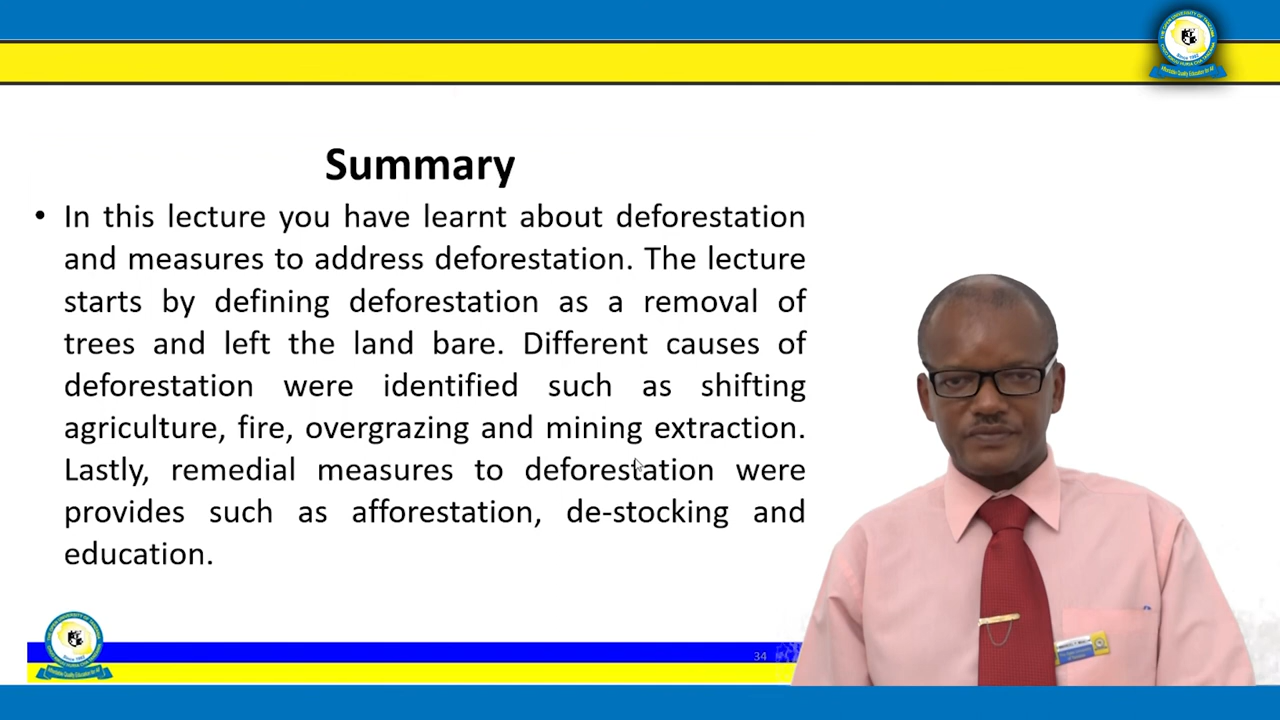 Summary
• In this lecture you have learnt about deforestation
and measures to address deforestation. The lecture
starts by defining deforestation as a removal of
trees and left the land bare. Different causes of
deforestation were identified such as shifting
agriculture, fire, overgrazing and mining extraction.
Lastly, remedial measures to deforestation were
provides such as afforestation, de-stocking and
education.
34